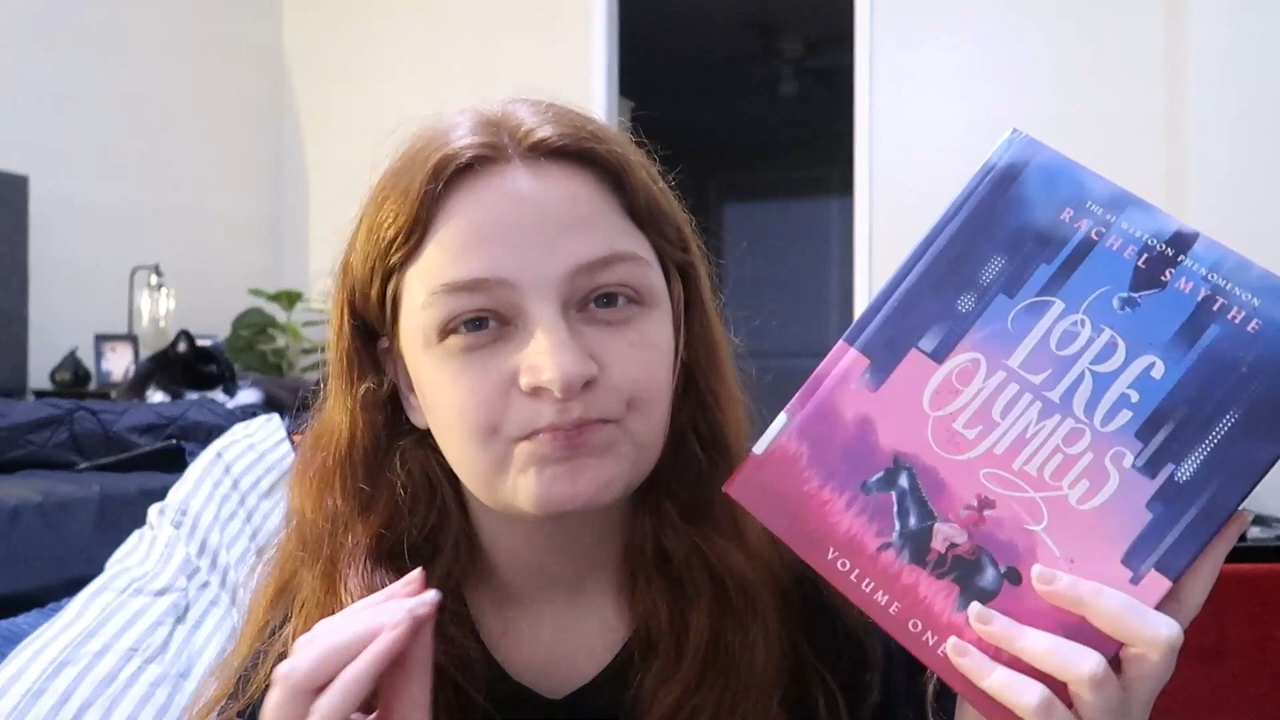 THE #1 WEBTOON PHENOMENON
RACHEL SMYTHE
LORE
OLYMPUS
VOLUME ONE